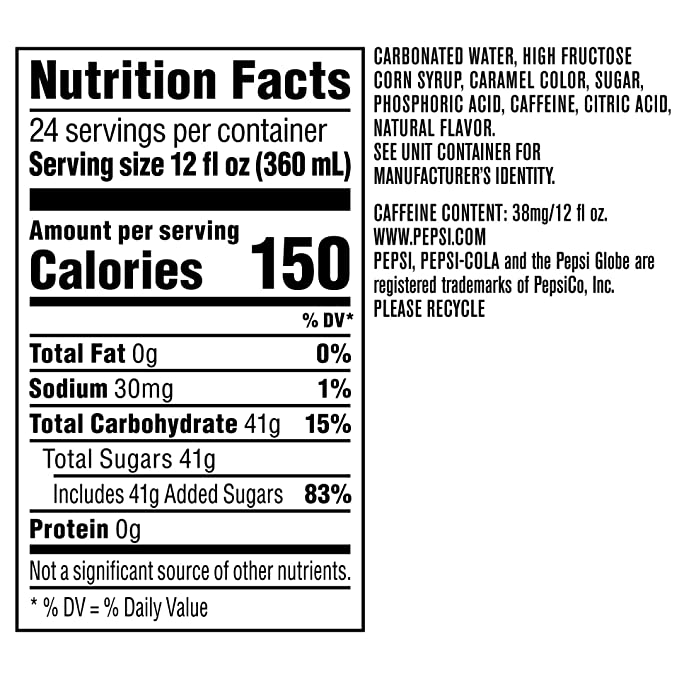 Nutrition Facts
24 servings per container
Serving size 12 fl oz (360 mL)
Amount per serving
Calories 150
% DV*
Total Fat 0g 0%
Sodium 30mg 1%
Total Carbohydrate 41g 15%
Total Sugars 41g
Includes 41g Added Sugars 83%
Protein 0g
Not a significant source of other nutrients.
* % DV = % Daily Value
CARBONATED WATER, HIGH FRUCTOSE
CORN SYRUP, CARAMEL COLOR, SUGAR,
PHOSPHORIC ACID, CAFFEINE, CITRIC ACID,
NATURAL FLAVOR.
SEE UNIT CONTAINER FOR
MANUFACTURER'S IDENTITY.
CAFFEINE CONTENT: 38mg/12 fl oz.
WWW.PEPSI.COM
PEPSI, PEPSI-COLA and the Pepsi Globe are
registered trademarks of PepsiCo, Inc.
PLEASE RECYCLE